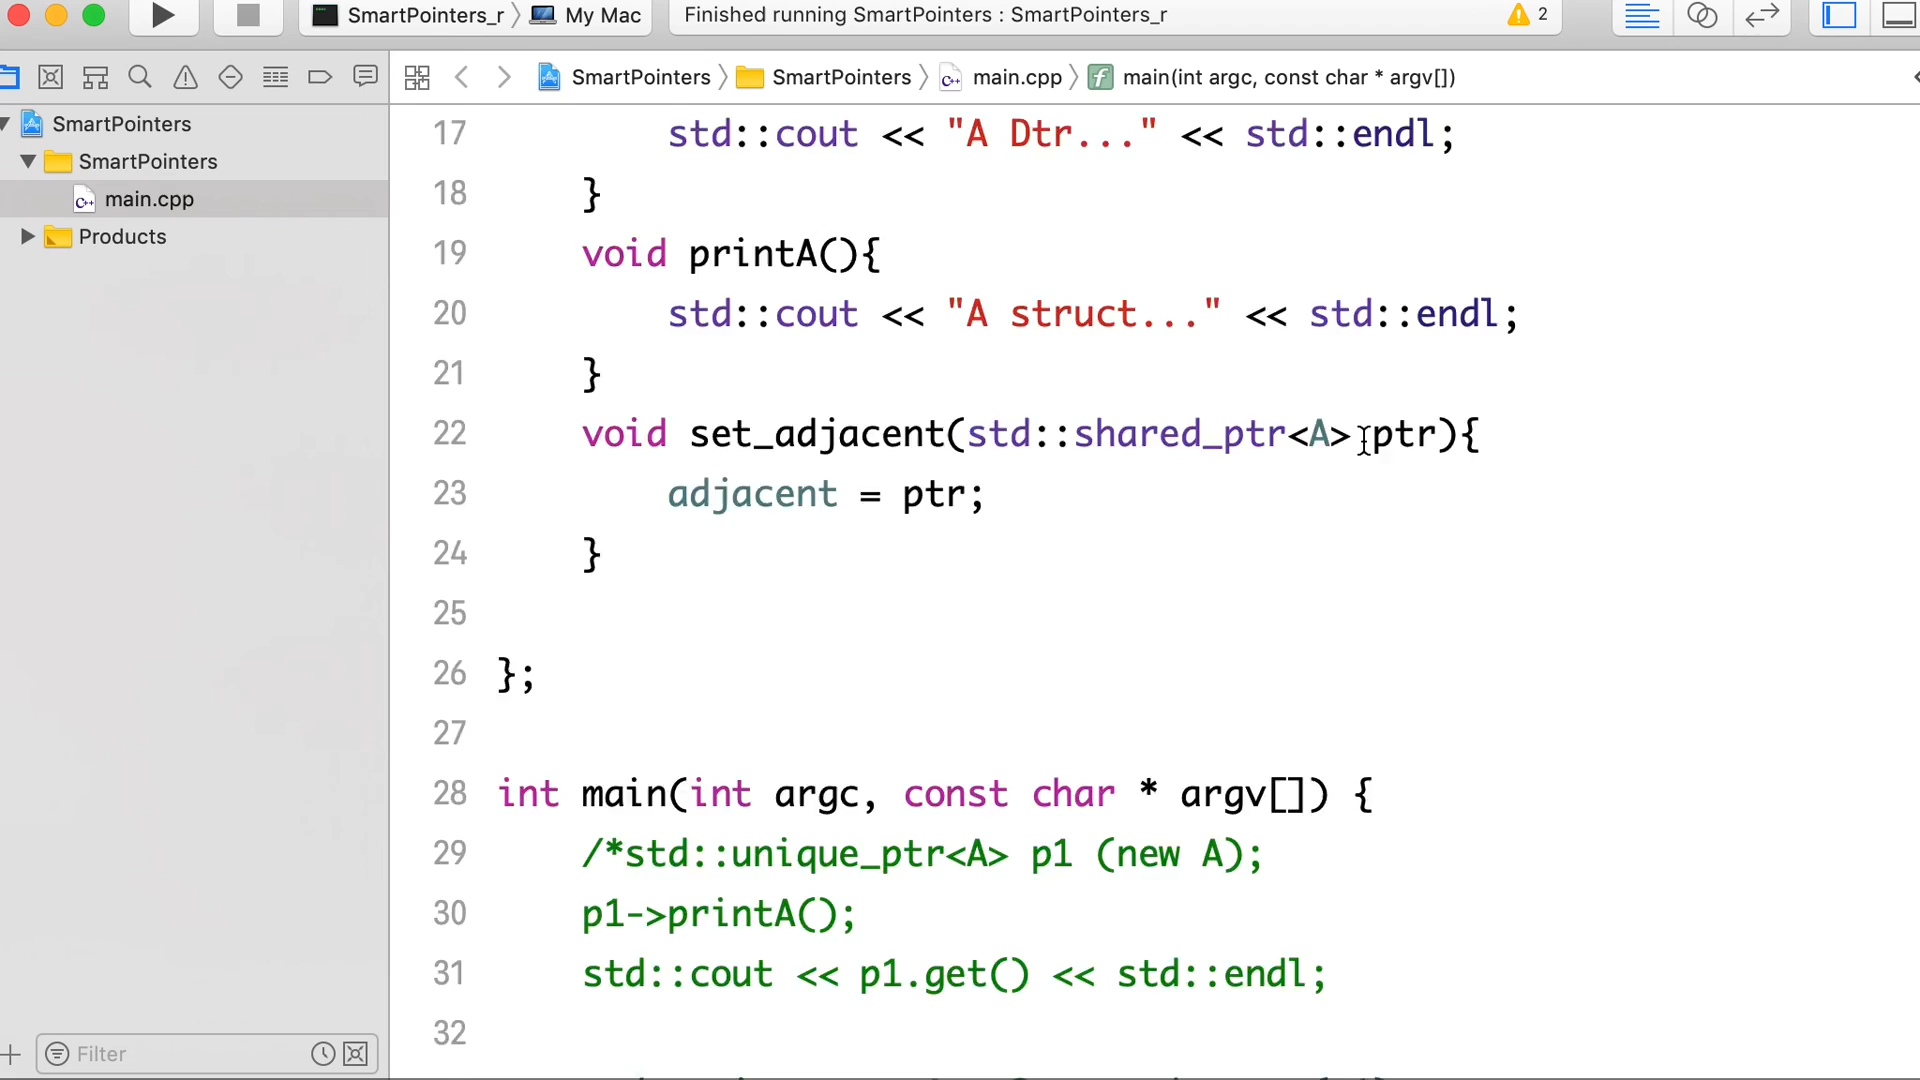 SmartPointers_r 〉 My Mac Finished running SmartPointers : SmartPointers_r 2
SmartPointers 〉 SmartPointers 〉 main.cpp 〉 main(int argc, const char * argv[])
SmartPointers
SmartPointers
main.cpp
Products
17 std::cout << "A Dtr..." << std::endl;
18 }
19 void printA(){
20 std::cout << "A struct..." << std::endl;
21 }
22 void set_adjacent(std::shared_ptr<A> ptr){
23 adjacent = ptr;
24 }
25
26 };
27
28 int main(int argc, const char * argv[]) {
29 /*std::unique_ptr<A> p1 (new A);
30 p1->printA();
31 std::cout << p1.get() << std::endl;
32
Filter